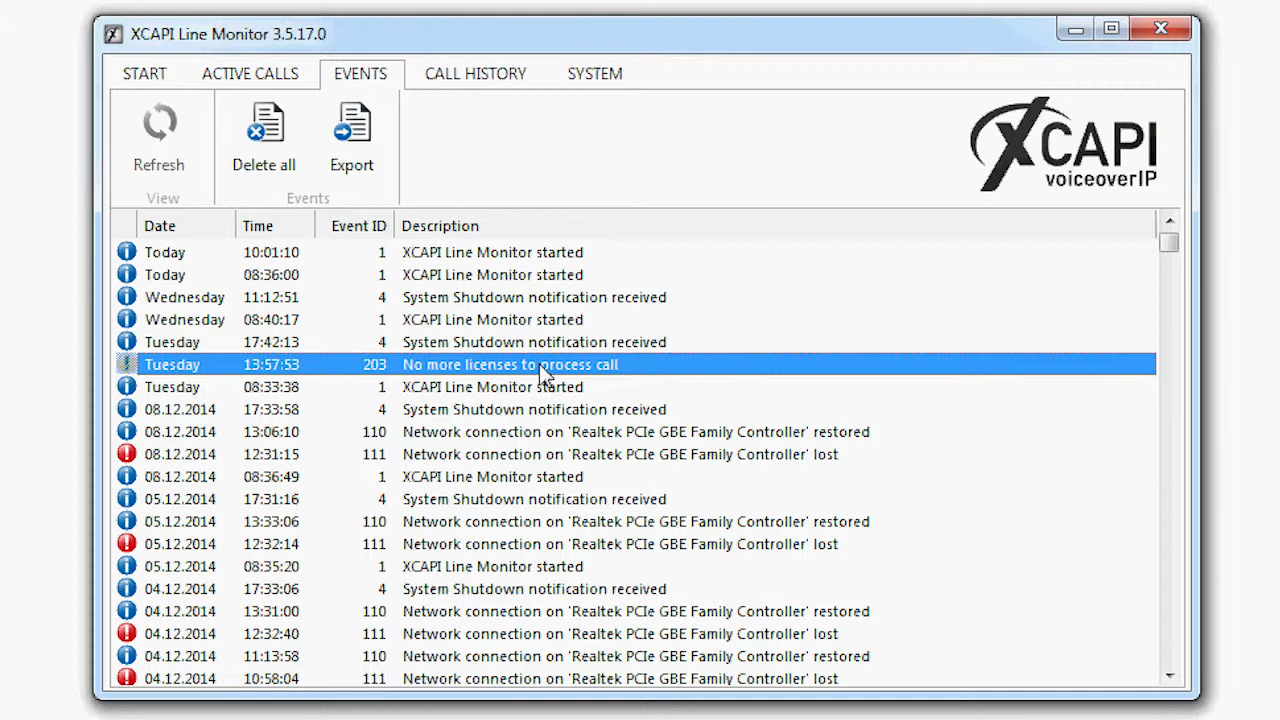 XCAPI Line Monitor 3.5.17.0
START ACTIVE CALLS EVENTS CALL HISTORY SYSTEM
Refresh Delete all Export
View Events
XCAPI
voiceoverIP
Date Time Event ID Description
Today 10:01:10 1 XCAPI Line Monitor started
Today 08:36:00 1 XCAPI Line Monitor started
Wednesday 11:12:51 4 System Shutdown notification received
Wednesday 08:40:17 1 XCAPI Line Monitor started
Tuesday 17:42:13 4 System Shutdown notification received
Tuesday 13:57:53 203 No more licenses to process call
Tuesday 08:33:38 1 XCAPI Line Monitor started
08.12.2014 17:33:58 4 System Shutdown notification received
08.12.2014 13:06:10 110 Network connection on 'Realtek PCIe GBE Family Controller' restored
08.12.2014 12:31:15 111 Network connection on 'Realtek PCIe GBE Family Controller' lost
08.12.2014 08:36:49 1 XCAPI Line Monitor started
05.12.2014 17:31:16 4 System Shutdown notification received
05.12.2014 13:33:06 110 Network connection on 'Realtek PCIe GBE Family Controller' restored
05.12.2014 12:32:14 111 Network connection on 'Realtek PCIe GBE Family Controller' lost
05.12.2014 08:35:20 1 XCAPI Line Monitor started
04.12.2014 17:33:06 4 System Shutdown notification received
04.12.2014 13:31:00 110 Network connection on 'Realtek PCIe GBE Family Controller' restored
04.12.2014 12:32:40 111 Network connection on 'Realtek PCIe GBE Family Controller' lost
04.12.2014 11:13:58 110 Network connection on 'Realtek PCIe GBE Family Controller' restored
04.12.2014 10:58:04 111 Network connection on 'Realtek PCIe GBE Family Controller' lost